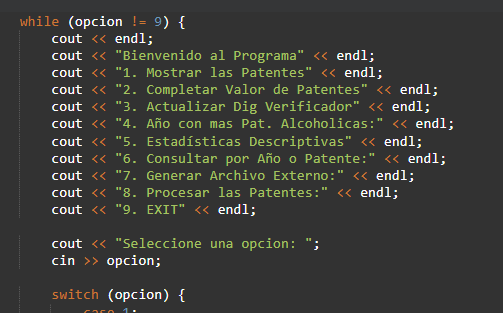 while (opcion != 9) {
cout << endl;
cout << "Bienvenido al Programa" << endl;
cout << "1. Mostrar las Patentes" << endl;
cout << "2. Completar Valor de Patentes" << endl;
cout << "3. Actualizar Dig Verificador" << endl;
cout << "4. Año con mas Pat. Alcoholicas:" << endl;
cout << "5. Estadísticas Descriptivas" << endl;
cout << "6. Consultar por Año o Patente:" << endl;
cout << "7. Generar Archivo Externo:" << endl;
cout << "8. Procesar las Patentes:" << endl;
cout << "9. EXIT" << endl;
cout << "Seleccione una opcion: ";
cin >> opcion;
switch (opcion) {
case 1: